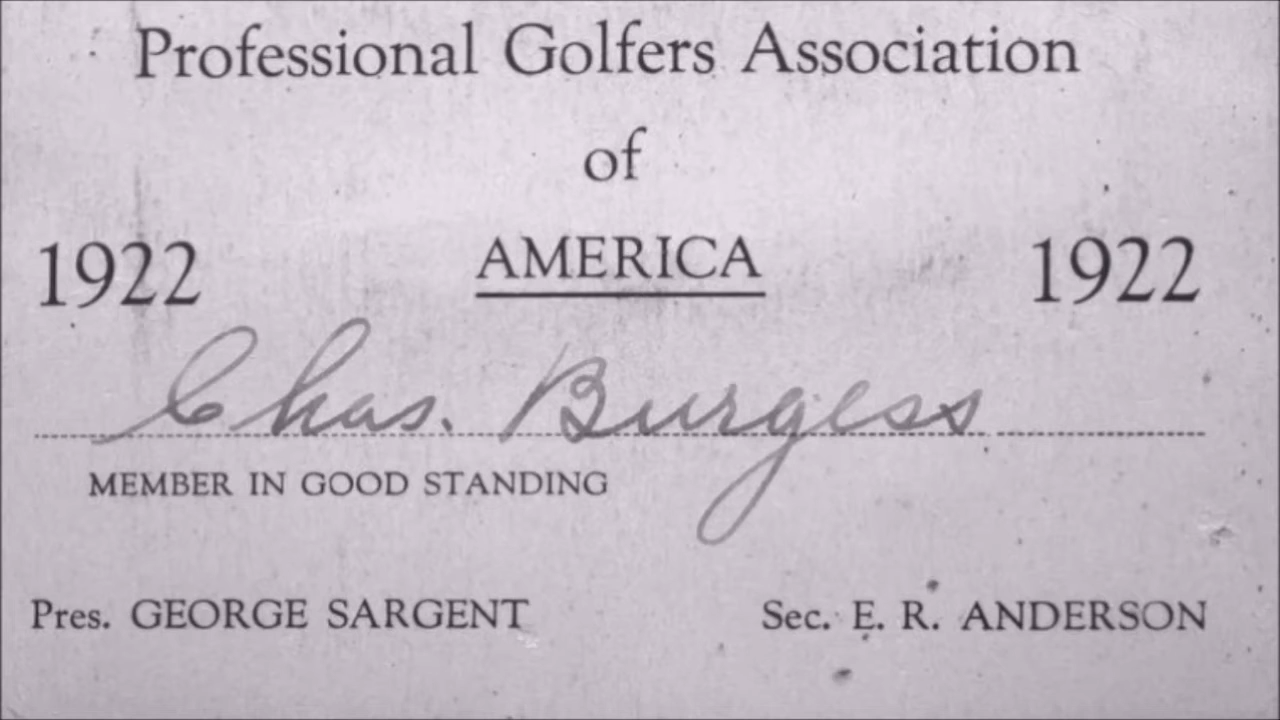 Professional Golfers Association
of
1922 AMERICA 1922
Chas. Burgess
MEMBER IN GOOD STANDING
Pres. GEORGE SARGENT Sec. E. R. ANDERSON